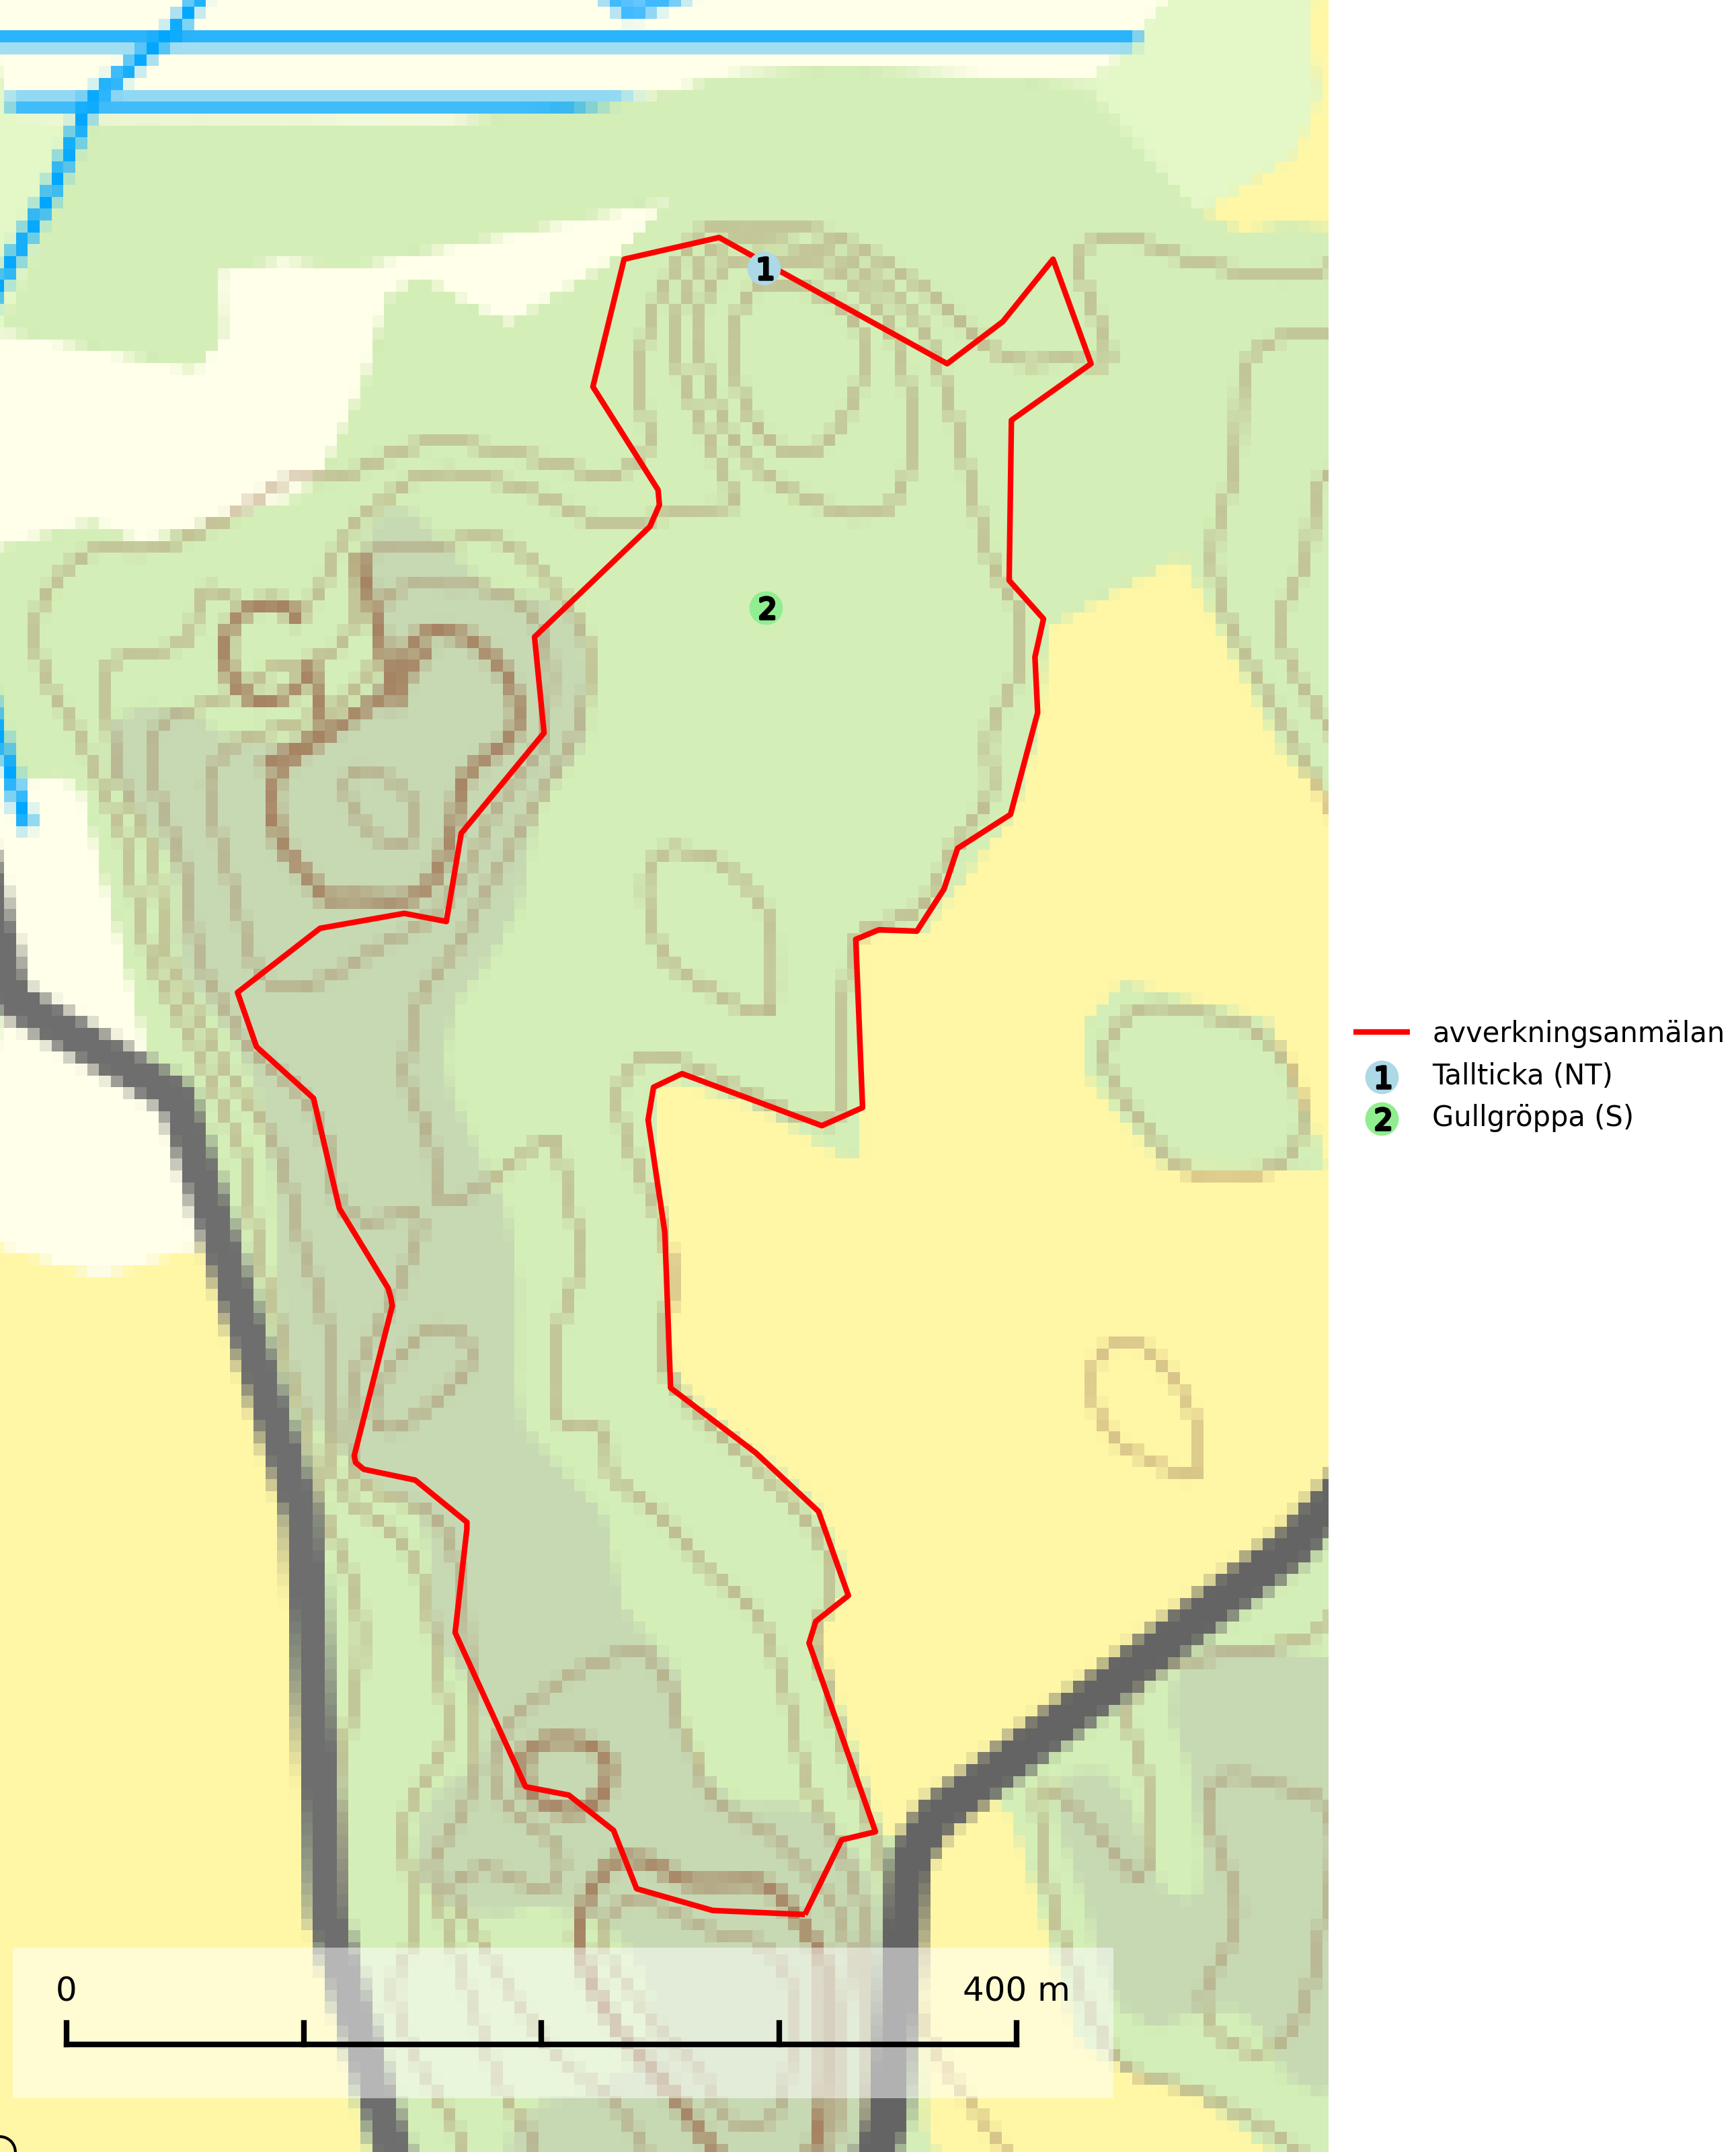 1
2
avverkningsanmälan
1 Tallticka (NT)
2 Gullgröppa (S)
0 400 m